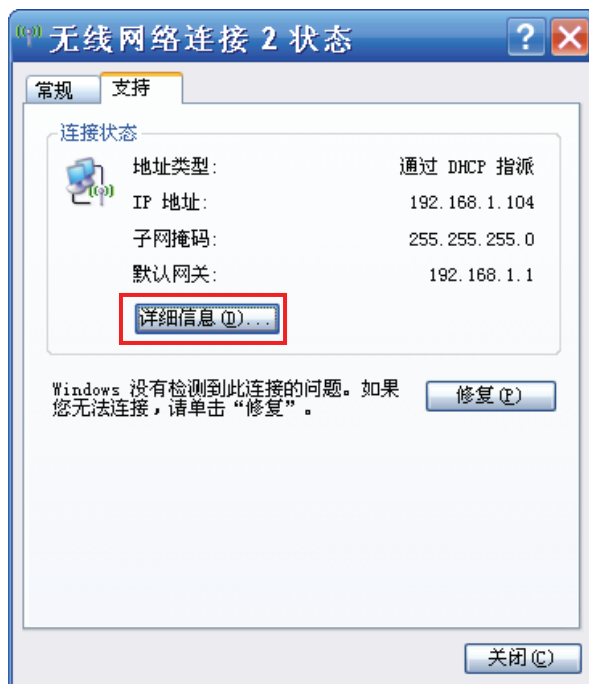 无线网络连接 2 状态
常规
支持
连接状态
地址类型: 通过 DHCP 指派
IP 地址: 192.168.1.104
子网掩码: 255.255.255.0
默认网关: 192.168.1.1
详细信息(D)...
Windows 没有检测到此连接的问题。如果
您无法连接，请单击“修复”。
修复(P)
关闭(C)